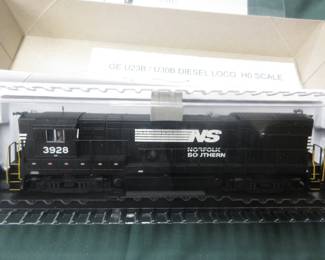 GE U23B / U30B DIESEL LOCO HO SCALE
3928
NS
NORFOLK
SOUTHERN